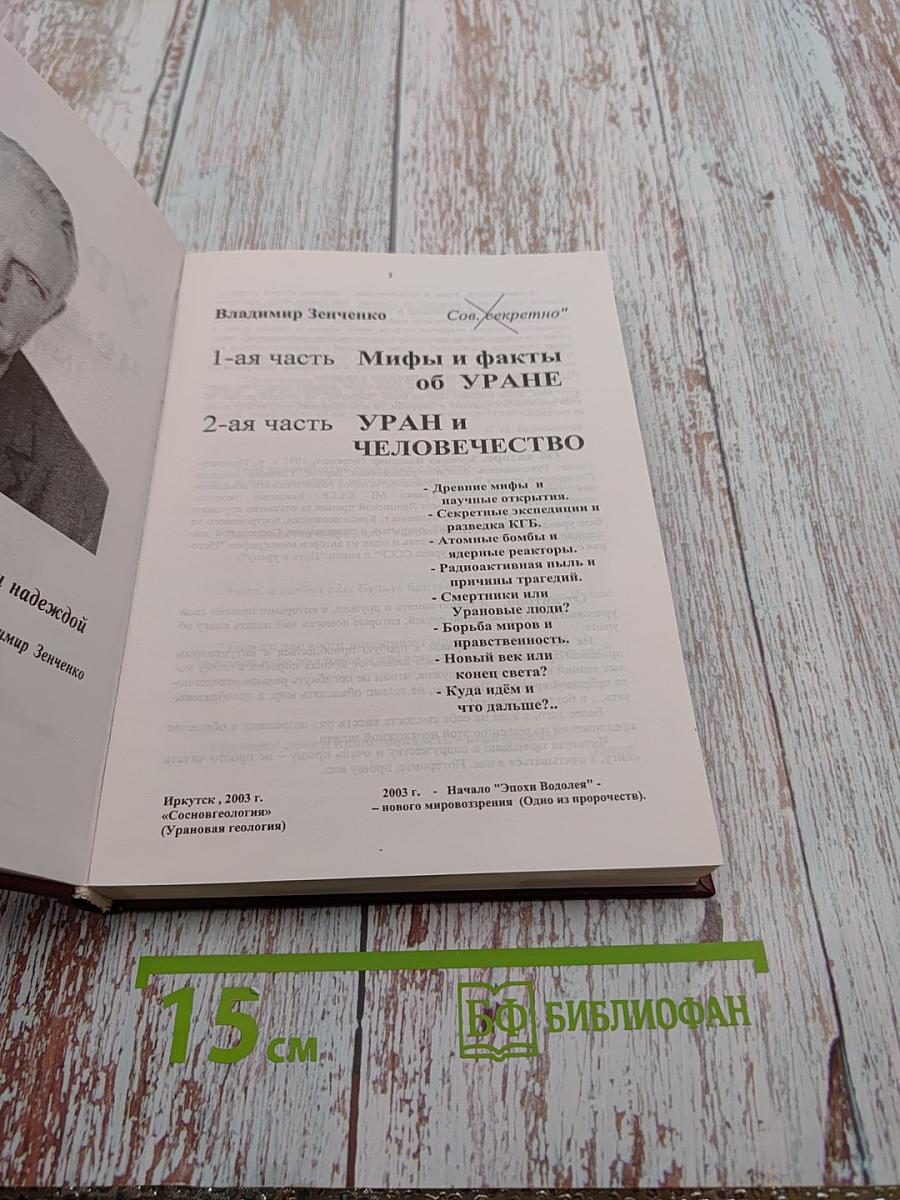 и надеждой
Зенченко
3
Владимир Зенченко Сов. секретно"
1-ая часть Мифы и факты
об УРАНЕ
2-ая часть УРАН и
ЧЕЛОВЕЧЕСТВО
- Древние мифы и
научные открытия.
- Секретные экспедиции и
разведка КГБ.
- Атомные бомбы и
ядерные реакторы.
- Радиоактивная пыль и
причины трагедий.
- Смертники или
Урановые люди?
- Борьба миров и
нравственность.
- Новый век или
конец света?
- Куда идём и
что дальше?..
Иркутск , 2003 г.
«Сосновгеология»
(Урановая геология)
2003 г. - Начало "Эпохи Водолея" -
– нового мировоззрения (Одно из пророчеств).
15 см
БФ БИБЛИОФАН